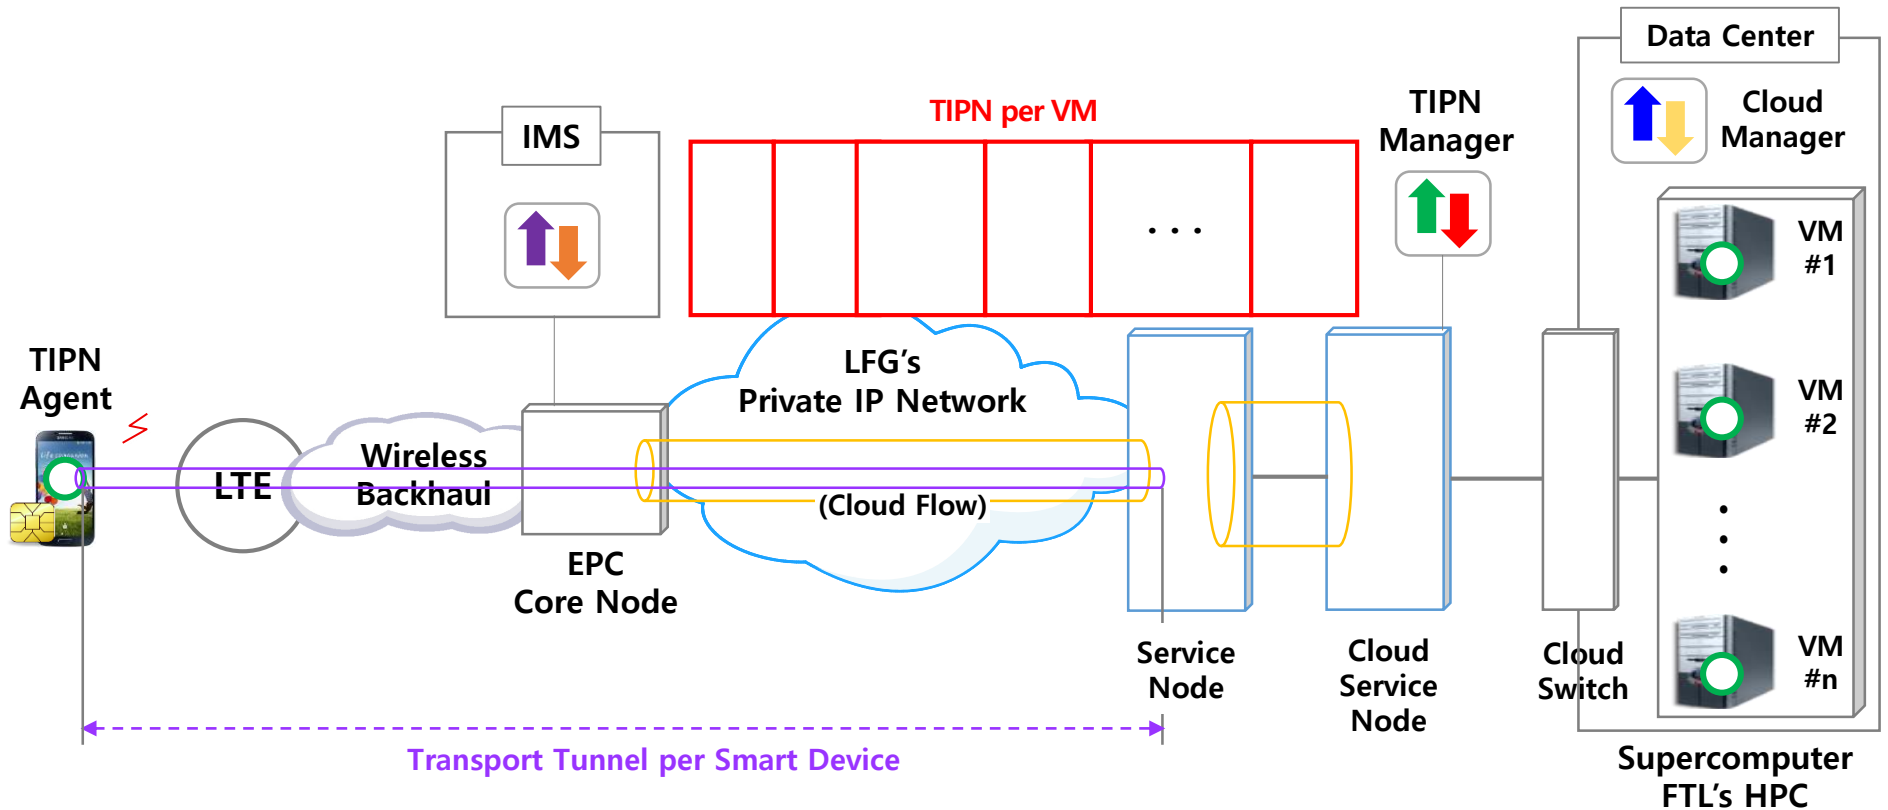 Data Center
Cloud
Manager
TIPN
Manager
TIPN per VM
IMS
. . .
VM
#1
VM
#2
VM
#n
TIPN
Agent
LTE
Wireless
Backhaul
LFG's
Private IP Network
(Cloud Flow)
EPC
Core Node
Service
Node
Cloud
Service
Node
Cloud
Switch
Transport Tunnel per Smart Device
Supercomputer
FTL's HPC